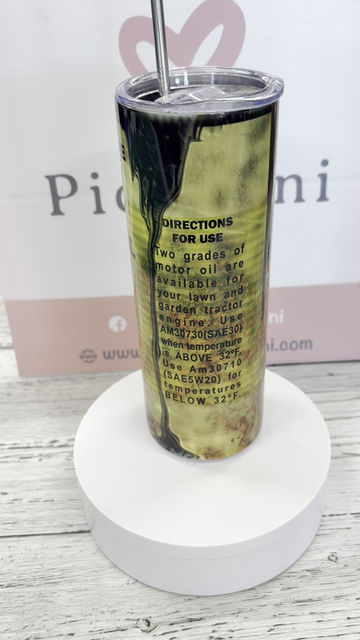 DIRECTIONS
FOR USE
Two grades of
motor oil are
available for
your lawn and
garden tractor
engine. Use
AM30730(SAE30)
when temperature
is ABOVE 32°F.
Use Am30710
(SAE5W20) for
temperatures
BELOW 32°F.